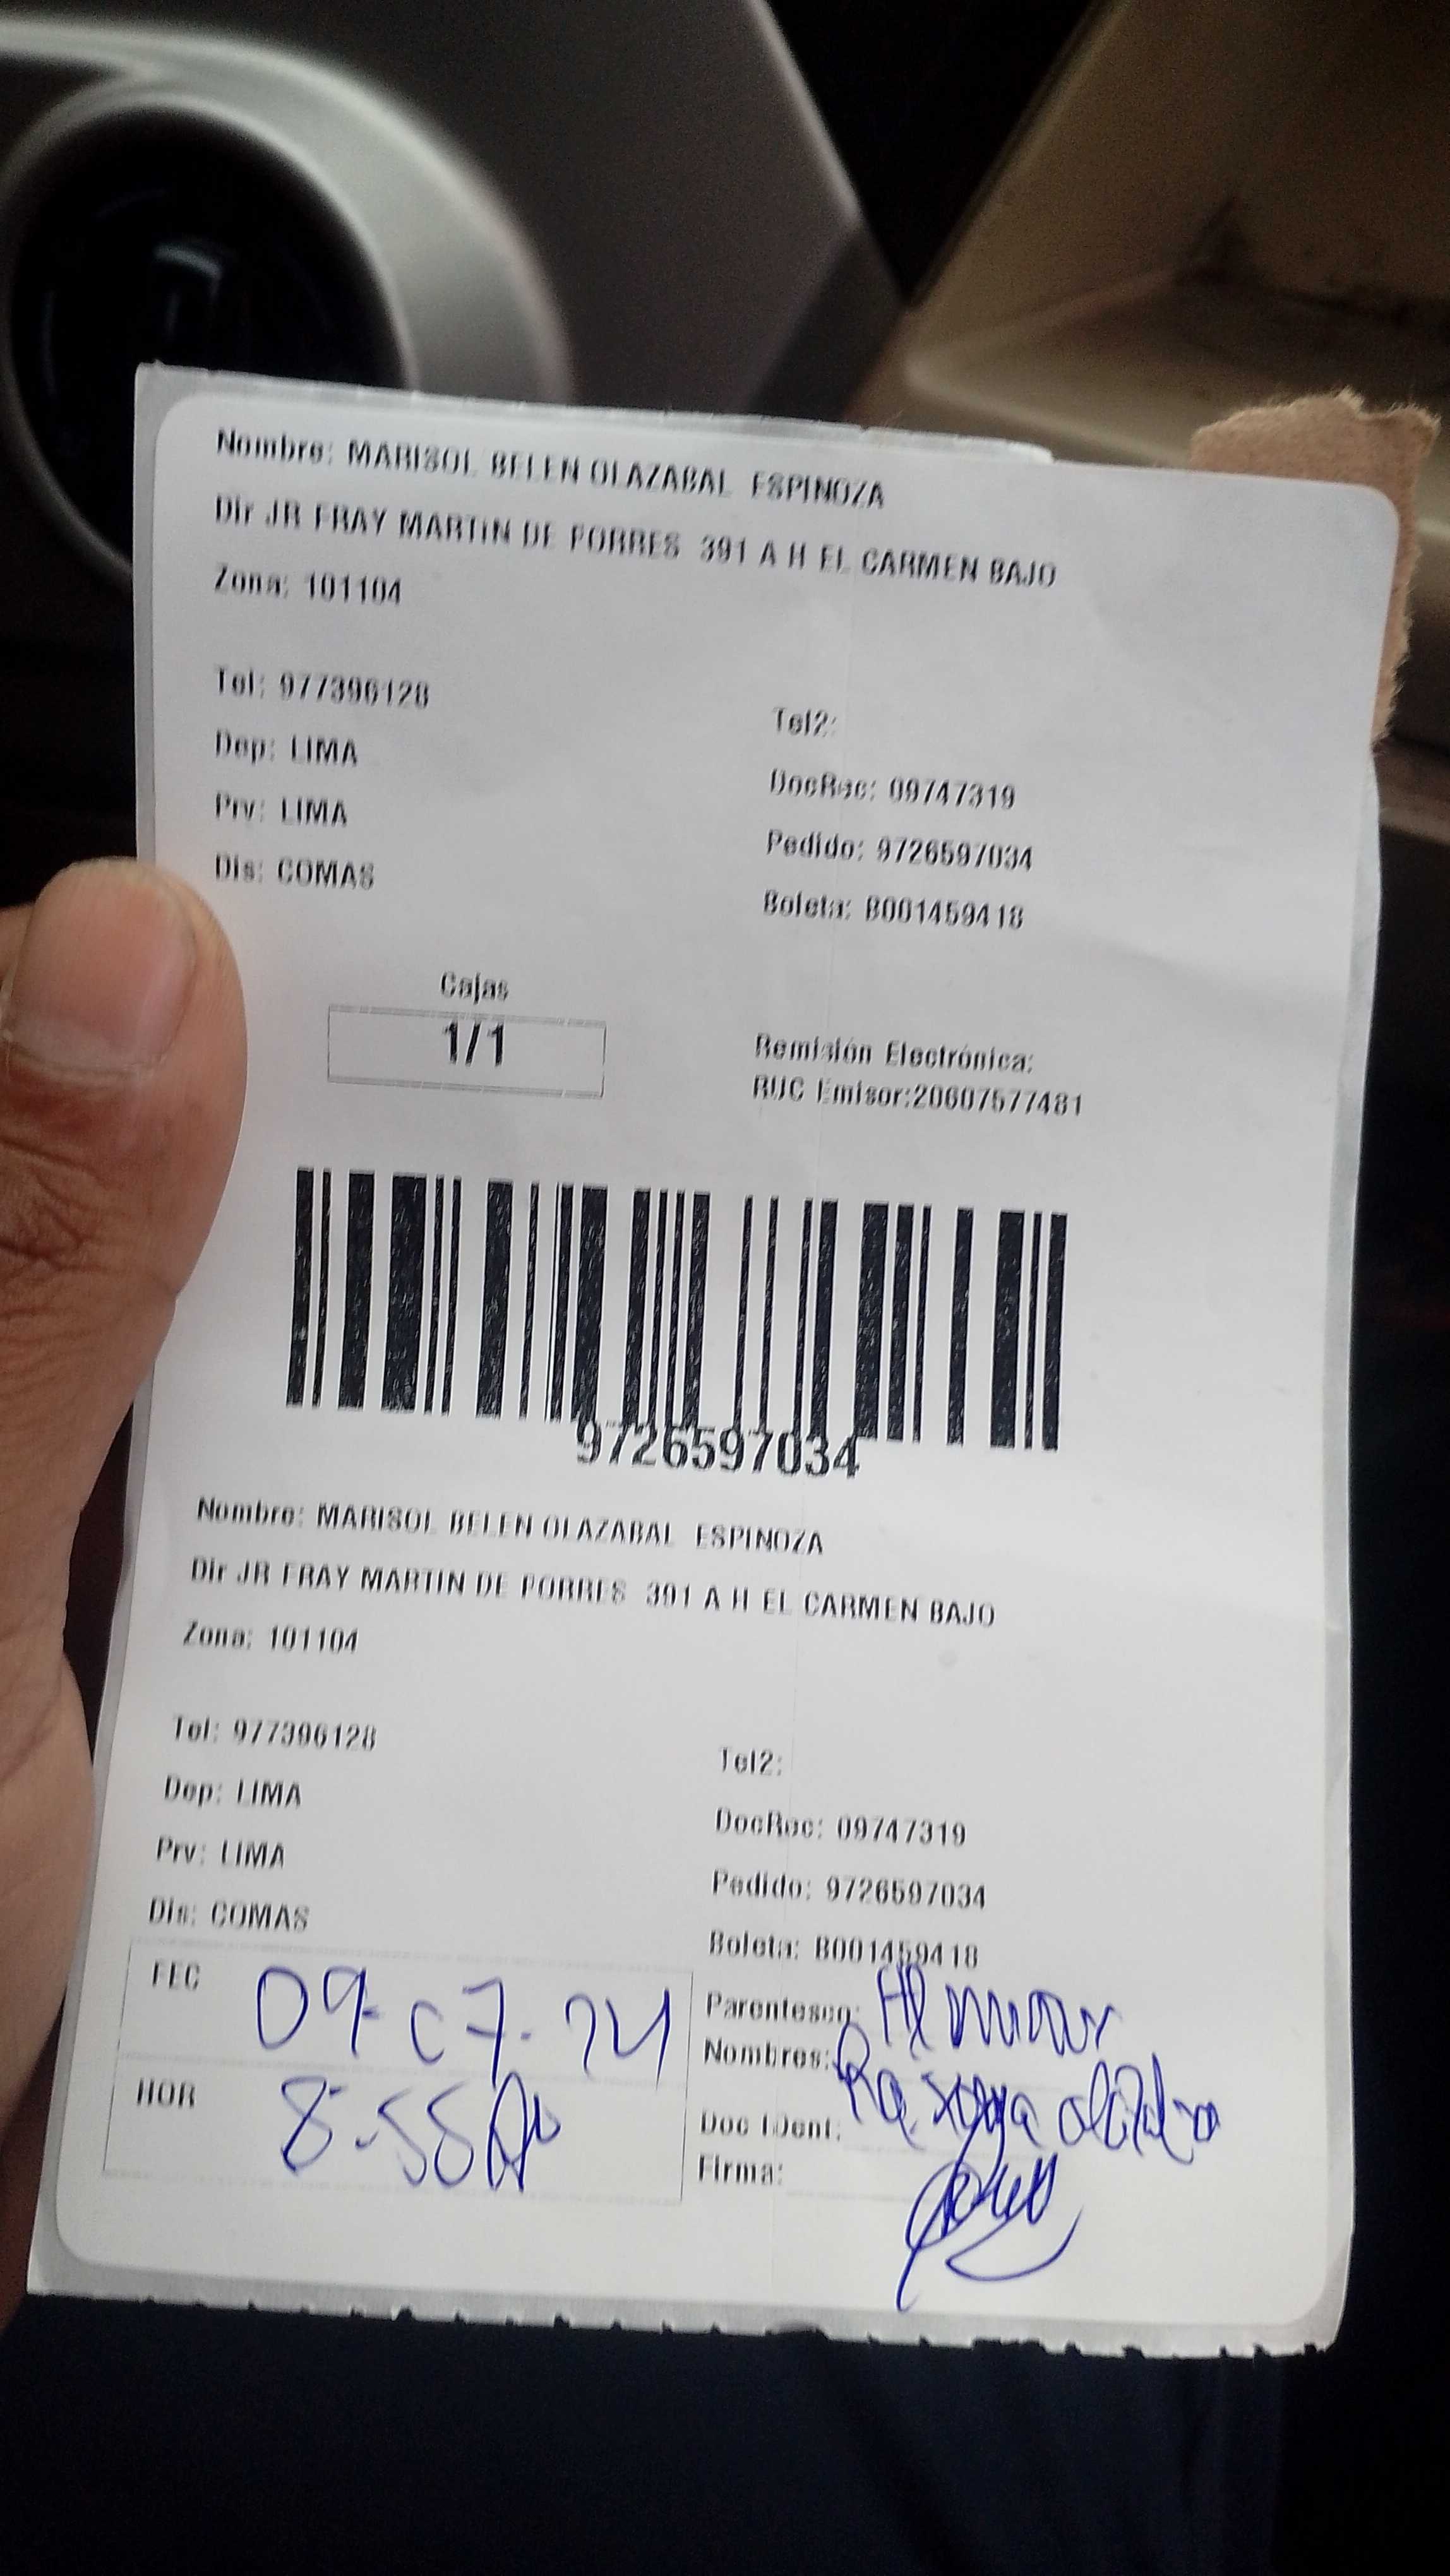 Nombre: MARISOL BELEN OLAZABAL ESPINOZA
Dir JR FRAY MARTIN DE PORRES 391 A H EL CARMEN BAJO
Zona: 101104
Tel: 977396128
Tel2:
Dep: LIMA
DocRec: 09747319
Prv: LIMA
Pedido: 9726597034
Dis: COMAS
Boleta: B001459418
Cajas
1/1
Remisión Electrónica:
RUC Emisor:20607577481
9726597034
Nombre: MARISOL BELEN OLAZABAL ESPINOZA
Dir JR FRAY MARTIN DE PORRES 391 A H EL CARMEN BAJO
Zona: 101104
Tel: 977396128
Tel2:
Dep: LIMA
DocRec: 09747319
Prv: LIMA
Pedido: 9726597034
Dis: COMAS
Boleta: B001459418
FEC 09-07-24
Parentesco:
Nombres:
HOR 8-55
Doc IDent:
Firma: